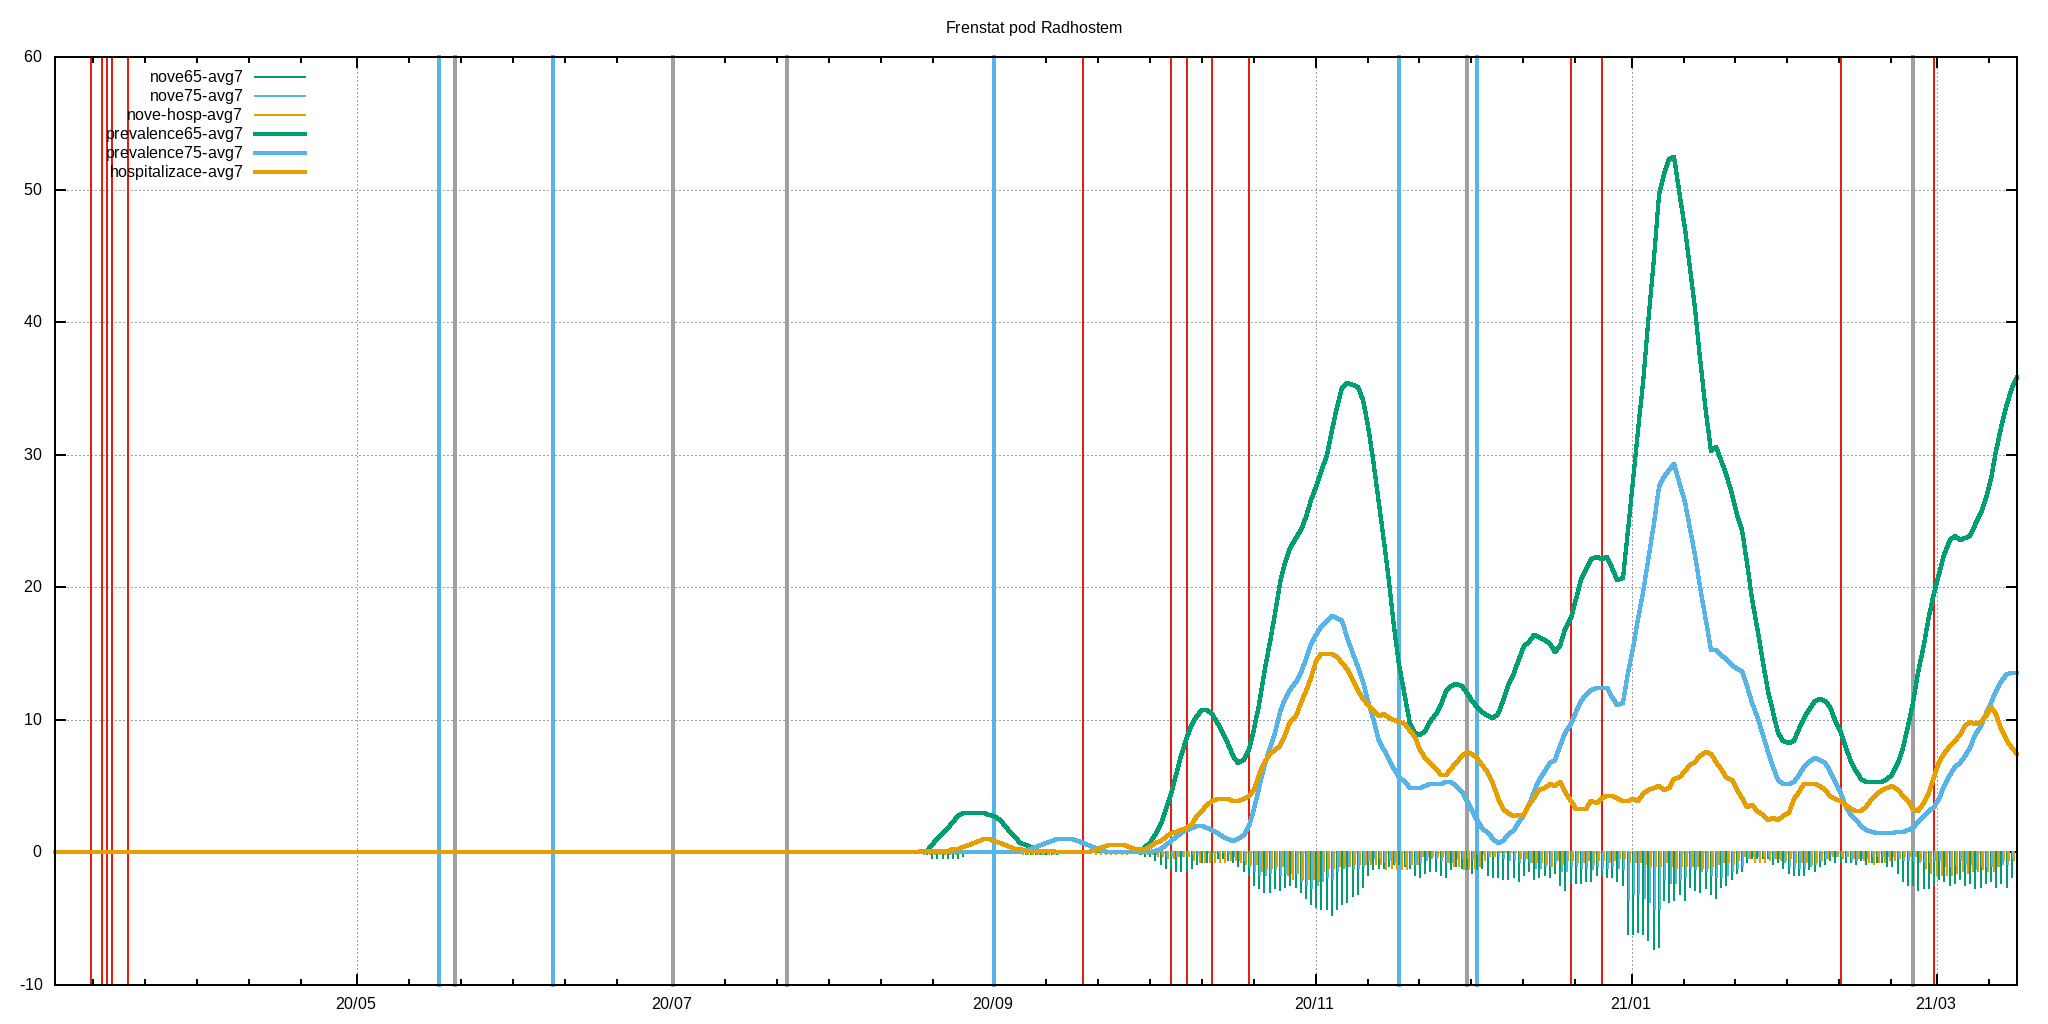 Frenstat pod Radhostem
60
nove65-avg7
nove75-avg7
nove-hosp-avg7
prevalence65-avg7
prevalence75-avg7
hospitalizace-avg7
50
40
30
20
10
0
-10
20/05 20/07 20/09 20/11 21/01 21/03